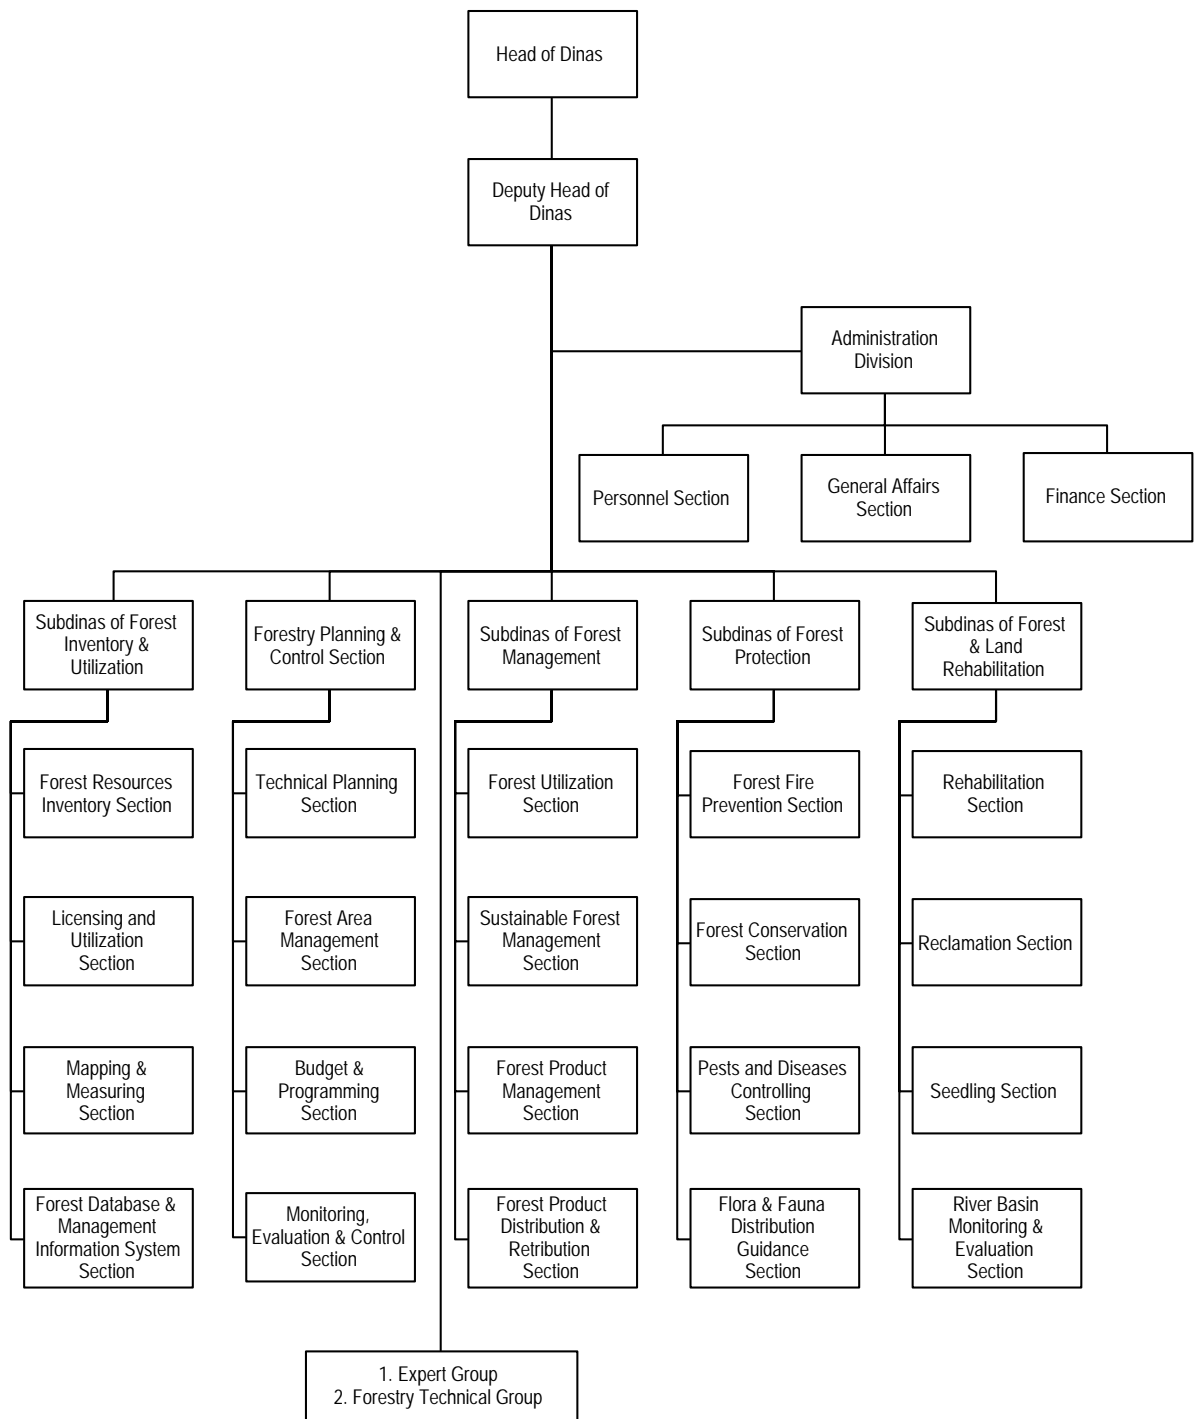 Head of Dinas
Deputy Head of
Dinas
Administration
Division
Personnel Section
General Affairs
Section
Finance Section
Subdinas of Forest
Inventory &
Utilization
Forestry Planning &
Control Section
Subdinas of Forest
Management
Subdinas of Forest
Protection
Subdinas of Forest
& Land
Rehabilitation
Forest Resources
Inventory Section
Technical Planning
Section
Forest Utilization
Section
Forest Fire
Prevention Section
Rehabilitation
Section
Licensing and
Utilization
Section
Forest Area
Management
Section
Sustainable Forest
Management
Section
Forest Conservation
Section
Reclamation Section
Mapping &
Measuring
Section
Budget &
Programming
Section
Forest Product
Management
Section
Pests and Diseases
Controlling
Section
Seedling Section
Forest Database &
Management
Information System
Section
Monitoring,
Evaluation & Control
Section
Forest Product
Distribution &
Retribution
Section
Flora & Fauna
Distribution
Guidance
Section
River Basin
Monitoring &
Evaluation
Section
1. Expert Group
2. Forestry Technical Group